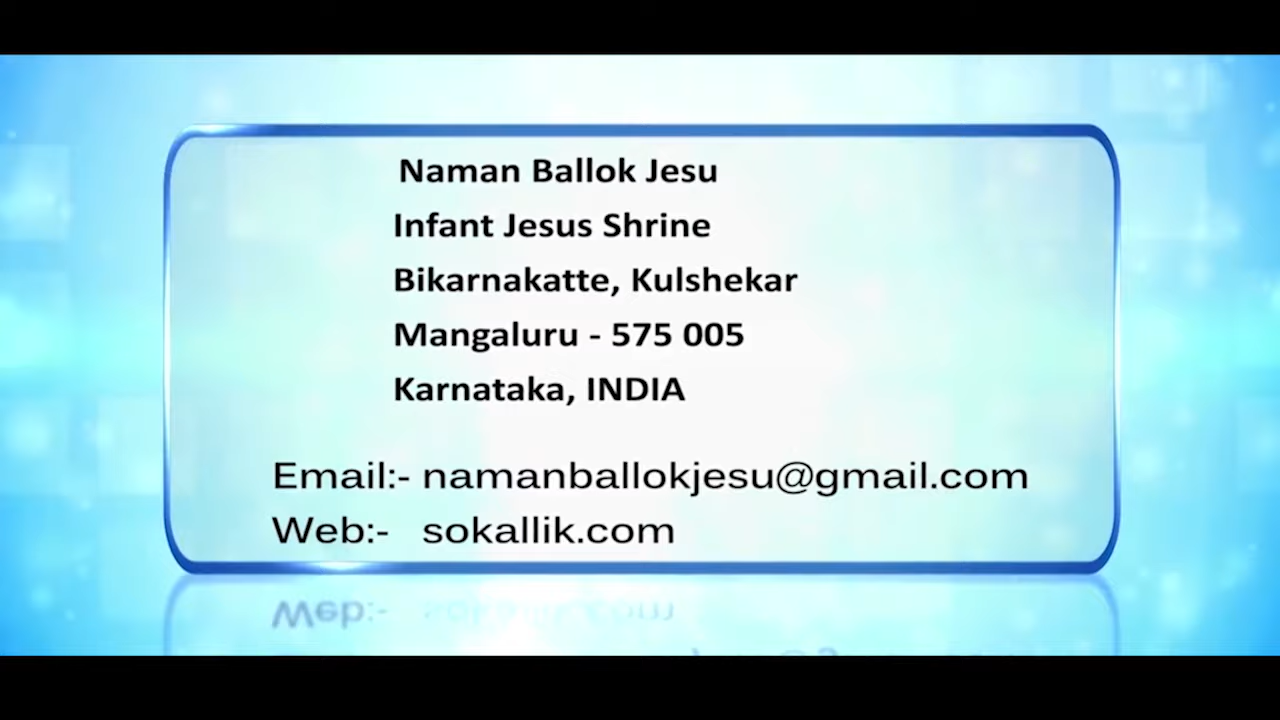 Naman Ballok Jesu
Infant Jesus Shrine
Bikarnakatte, Kulshekar
Mangaluru - 575 005
Karnataka, INDIA
Email:- namanballokjesu@gmail.com
Web:- sokallik.com